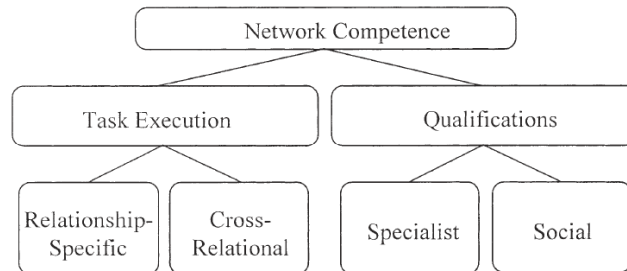 Network Competence
Task Execution
Qualifications
Relationship-
Specific
Cross-
Relational
Specialist
Social